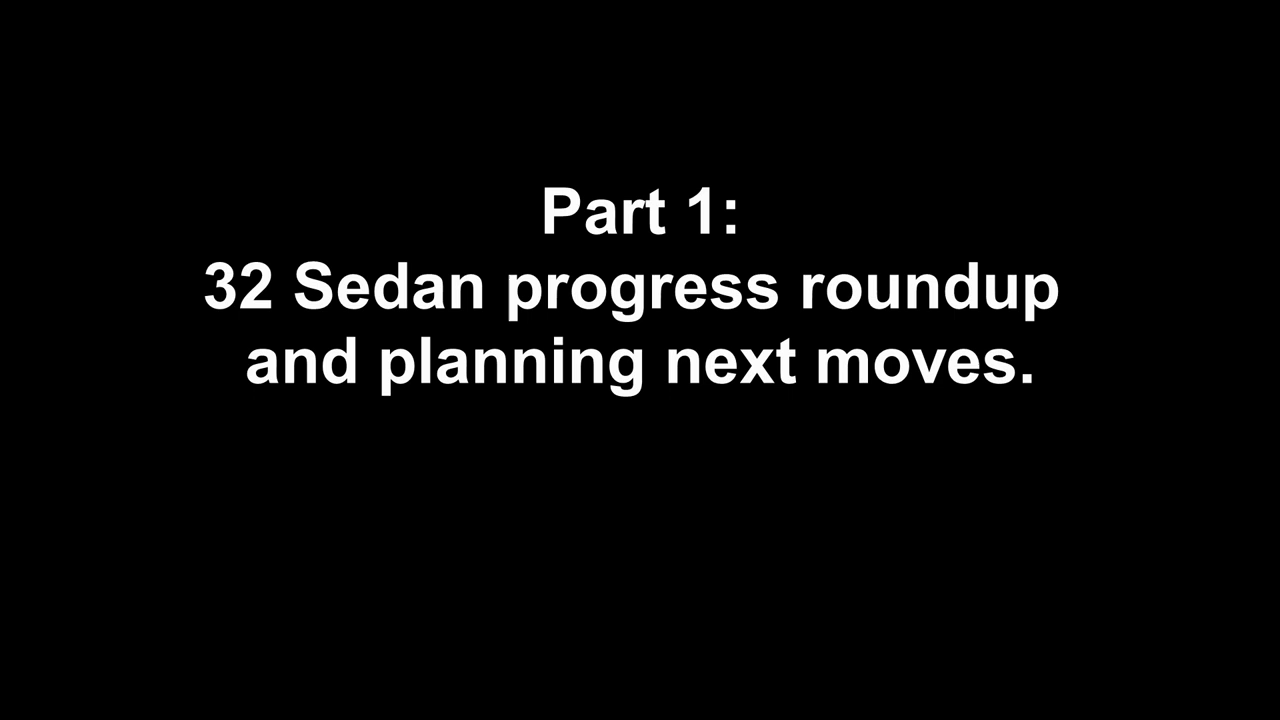 Part 1:
32 Sedan progress roundup
and planning next moves.